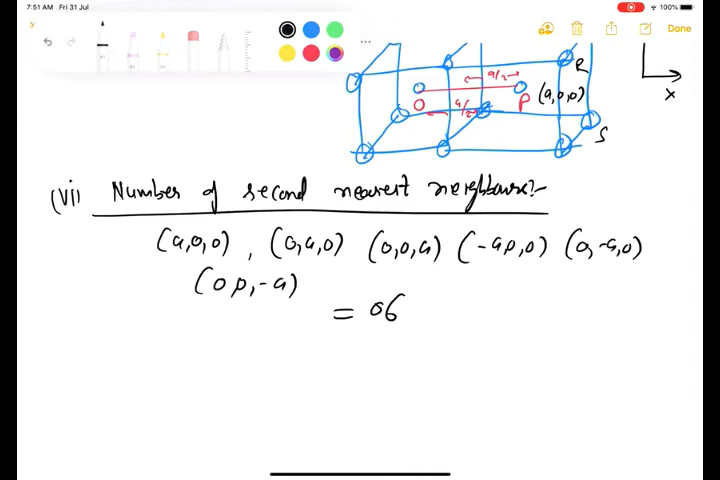 7:51 AM Fri 31 Jul
100%
Done
R
a/2
O
a/2
P
(a,0,0)
S
X
(vii) Number of second nearest neighbours:-
(a,0,0), (0,a,0) (0,0,a) (-a,0,0) (0,-a,0)
(0,0,-a)
= 06